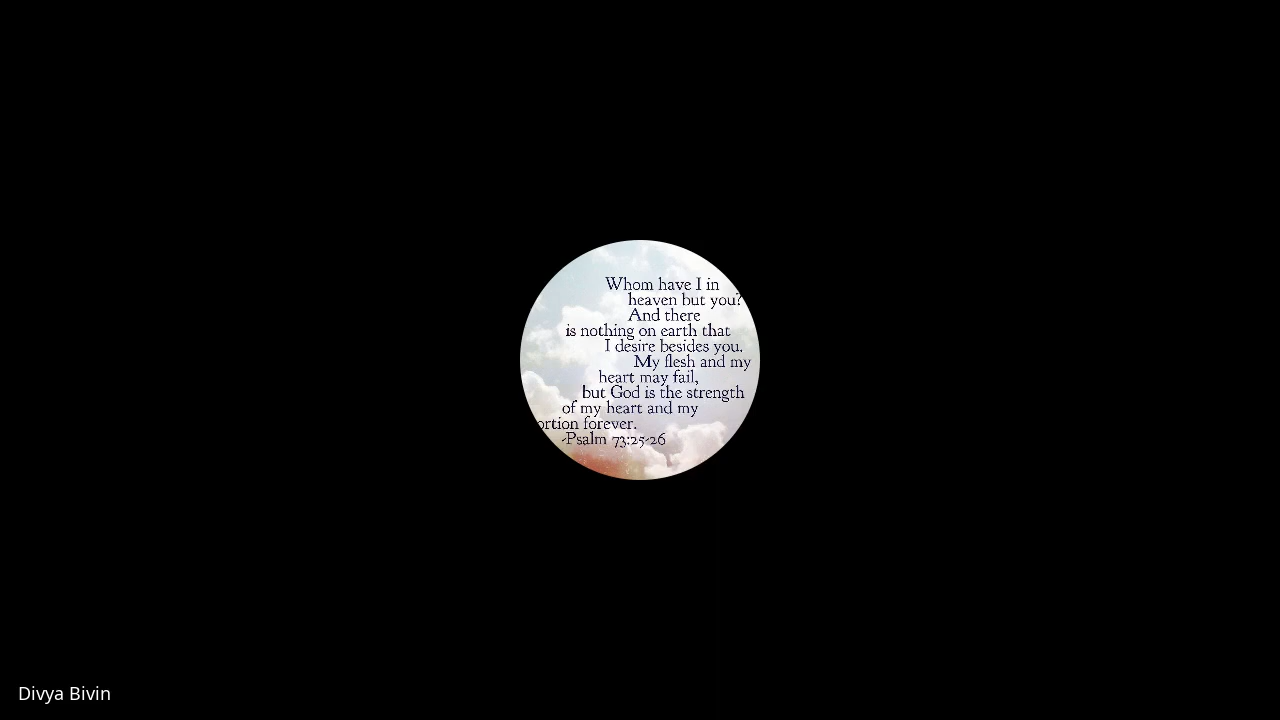 Whom have I in
heaven but you?
And there
is nothing on earth that
I desire besides you.
My flesh and my
heart may fail,
but God is the strength
of my heart and my
ortion forever.
-Psalm 73:25-26
Divya Bivin